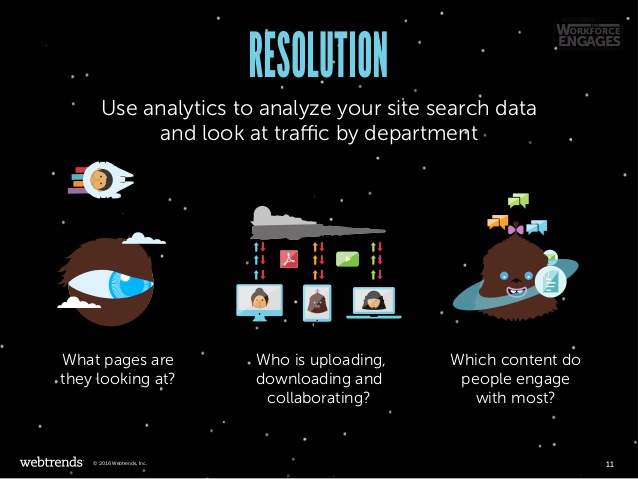 WORKFORCE
ENGAGES
RESOLUTION
Use analytics to analyze your site search data
and look at traffic by department
What pages are
they looking at?
Who is uploading,
downloading and
collaborating?
Which content do
people engage
with most?
webtrends
© 2016 Webtrends, Inc.
11